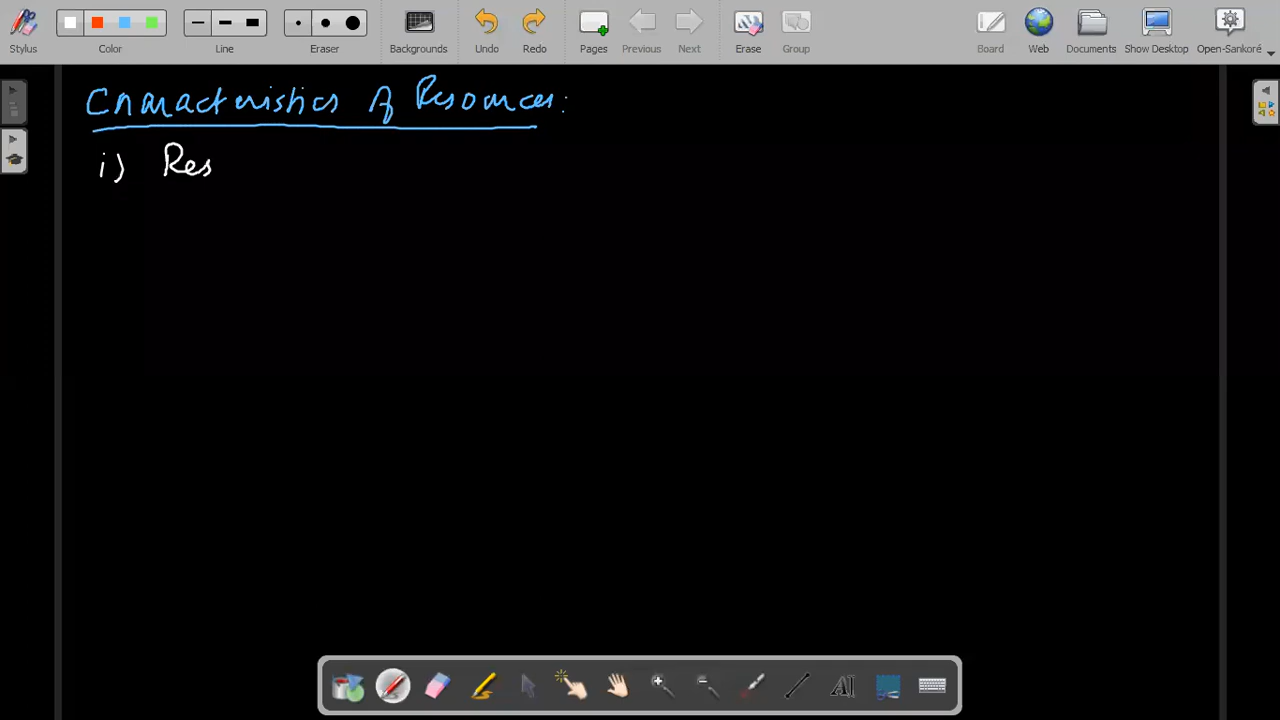 Stylus
Color
Line
Eraser
Backgrounds
Undo
Redo
Pages
Previous
Next
Erase
Group
Board
Web
Documents
Show Desktop
Open-Sankoré
Characteristics of Resources:
i) Res
AI